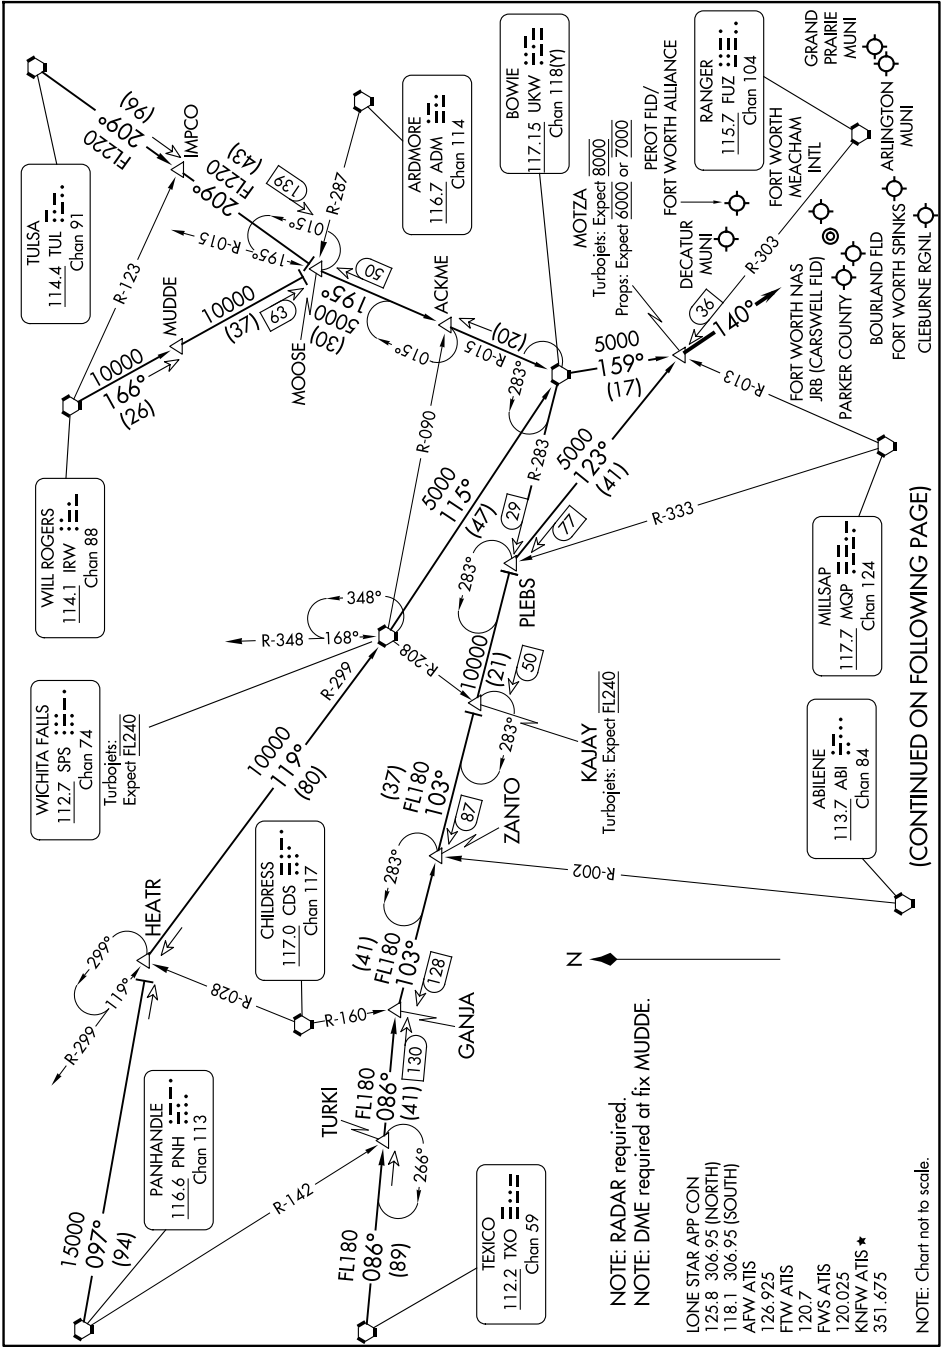 TULSA
114.4 TUL
Chan 91
FL220
209°
(96)
IMPCO
FL220
209°
(43)
139
R-123
MUDDE
10000
166°
(26)
10000
(37)
63
MOOSE
R-015
195°
015°
R-287
50
195°
5000
(30)
015°
ACKME
R-015
(20)
ARDMORE
116.7 ADM
Chan 114
BOWIE
117.15 UKW
Chan 118(Y)
WILL ROGERS
114.1 IRW
Chan 88
R-090
5000
115°
(47)
283°
R-283
29
5000
159°
(17)
MOTZA
Turbojets: Expect 8000
Props: Expect 6000 or 7000
36
140°
R-303
RANGER
115.7 FUZ
Chan 104
PEROT FLD/
FORT WORTH ALLIANCE
DECATUR
MUNI
FORT WORTH
MEACHAM
INTL
GRAND
PRAIRIE
MUNI
ARLINGTON
MUNI
FORT WORTH NAS
JRB (CARSWELL FLD)
PARKER COUNTY
BOURLAND FLD
FORT WORTH SPINKS
CLEBURNE RGNL
5000
123°
(41)
77
R-013
R-333
MILLSAP
117.7 MQP
Chan 124
PLEBS
283°
10000
(21)
50
283°
KAJAY
Turbojets: Expect FL240
R-208
348°
R-348
168°
R-299
WICHITA FALLS
112.7 SPS
Chan 74
Turbojets:
Expect FL240
10000
119°
(80)
HEATR
299°
119°
R-299
R-028
CHILDRESS
117.0 CDS
Chan 117
R-160
(37)
FL180
103°
87
ZANTO
283°
R-002
ABILENE
113.7 ABI
Chan 84
(41)
FL180
103°
128
GANJA
FL180
086°
(41)
130
TURKI
266°
R-142
PANHANDLE
116.6 PNH
Chan 113
15000
097°
(94)
FL180
086°
(89)
TEXICO
112.2 TXO
Chan 59
N
NOTE: RADAR required.
NOTE: DME required at fix MUDDE.
LONE STAR APP CON
125.8 306.95 (NORTH)
118.1 306.95 (SOUTH)
AFW ATIS
126.925
FTW ATIS
120.7
FWS ATIS
120.025
KNFW ATIS ★
351.675
NOTE: Chart not to scale.
(CONTINUED ON FOLLOWING PAGE)